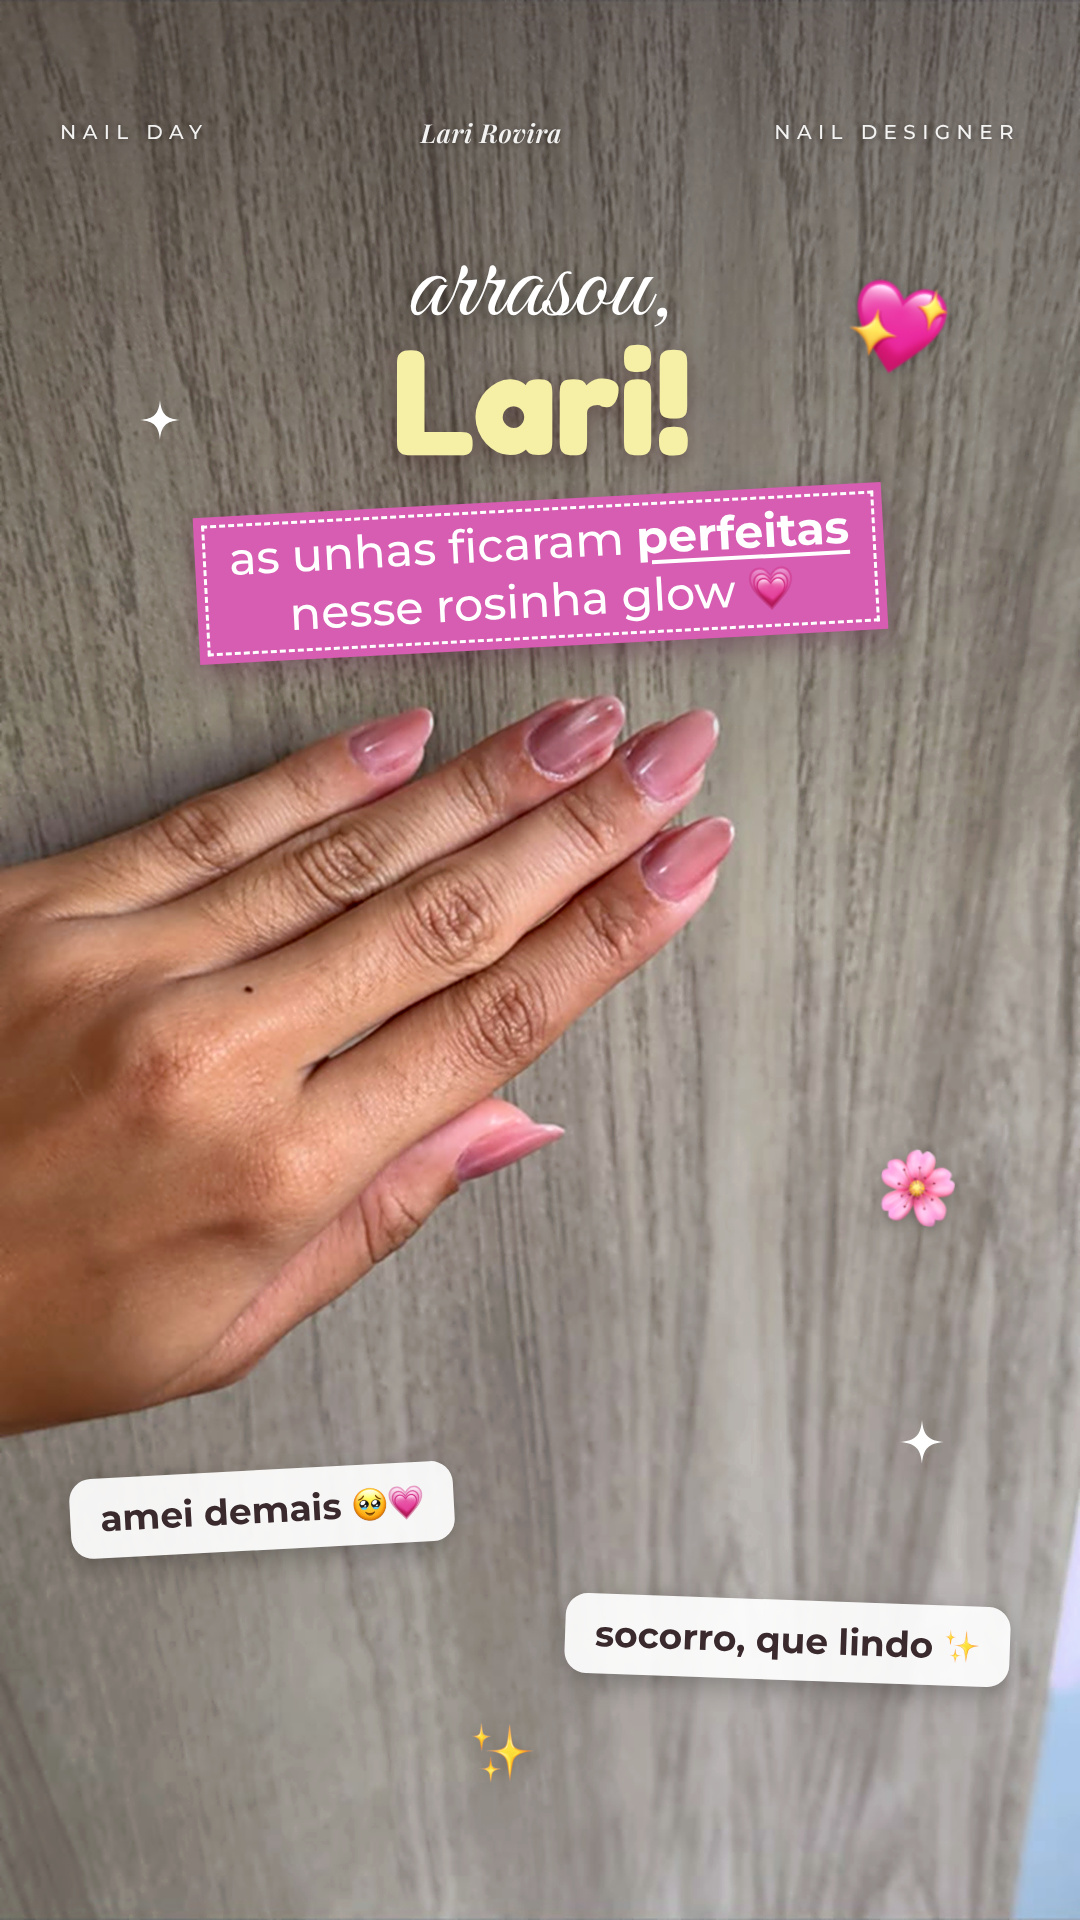 NAIL DAY
Lari Rovira
NAIL DESIGNER
arrasou,
Lari!
as unhas ficaram perfeitas
nesse rosinha glow 💗
amei demais 🥹💗
socorro, que lindo ✨